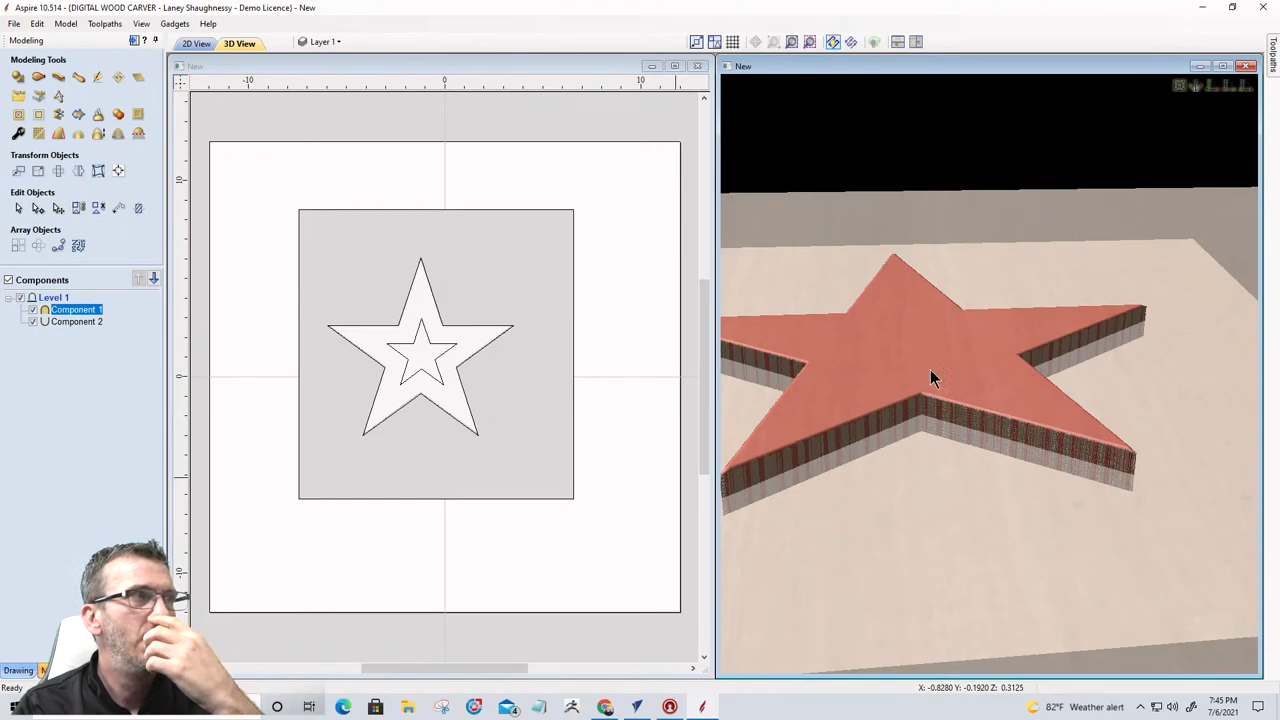 Aspire 10.514 - (DIGITAL WOOD CARVER - Laney Shaughnessy - Demo Licence) - New
File Edit Model Toolpaths View Gadgets Help
Modeling
2D View 3D View Layer 1
Modeling Tools
Transform Objects
Edit Objects
Array Objects
Components
Level 1
Component 1
Component 2
Drawing
Ready
New
-10 0 10
10
0
-10
New
Toolpaths
X: -0.8280 Y: -0.1920 Z: 0.3125
82°F Weather alert
7:45 PM
7/6/2021